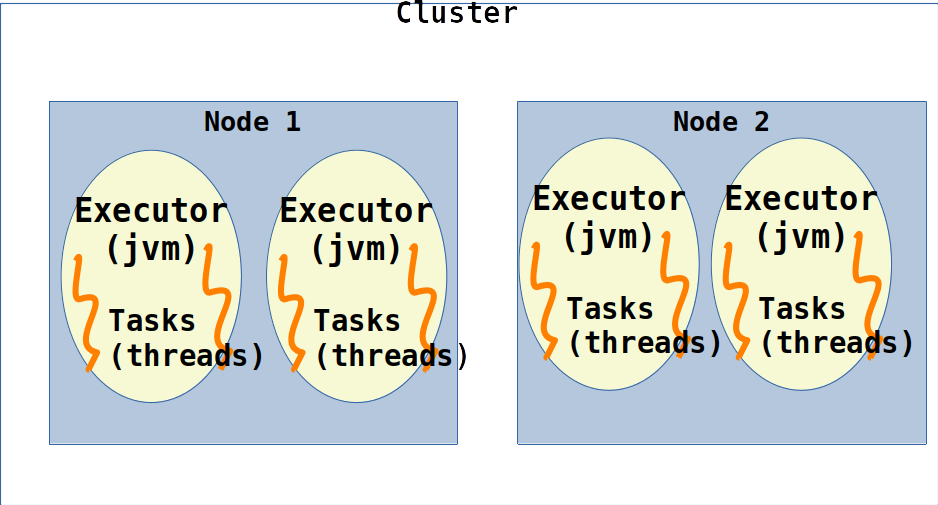 Cluster
Node 1
Executor
(jvm)
Tasks
(threads)
Executor
(jvm)
Tasks
(threads)
Node 2
Executor
(jvm)
Tasks
(threads)
Executor
(jvm)
Tasks
(threads)